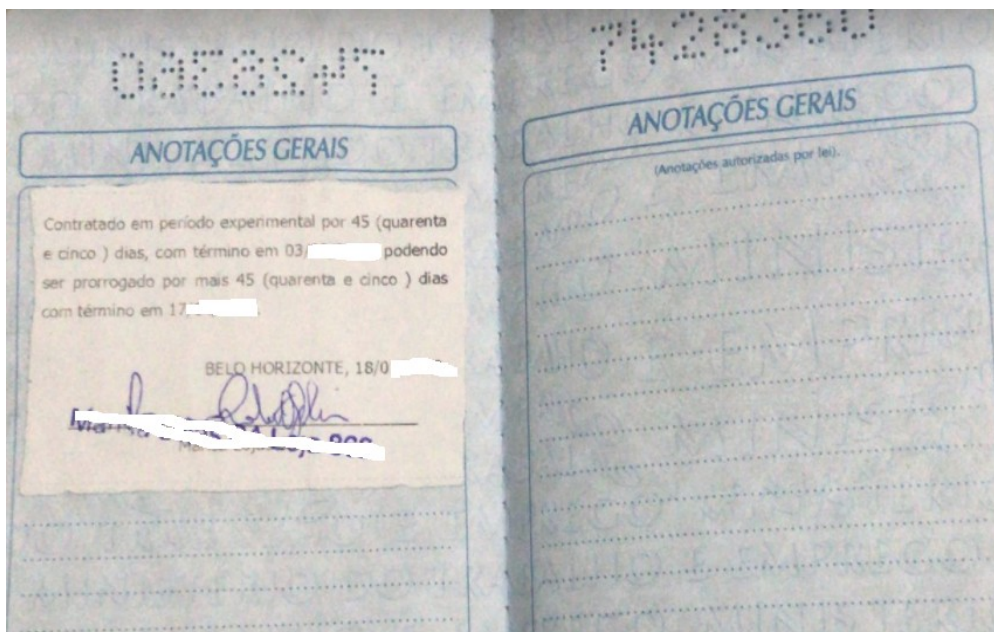 ANOTAÇÕES GERAIS
Contratado em período experimental por 45 (quarenta
e cinco ) dias, com término em 03/ podendo
ser prorrogado por mais 45 (quarenta e cinco ) dias
com término em 17
BELO HORIZONTE, 18/0
7428360
ANOTAÇÕES GERAIS
(Anotações autorizadas por lei).